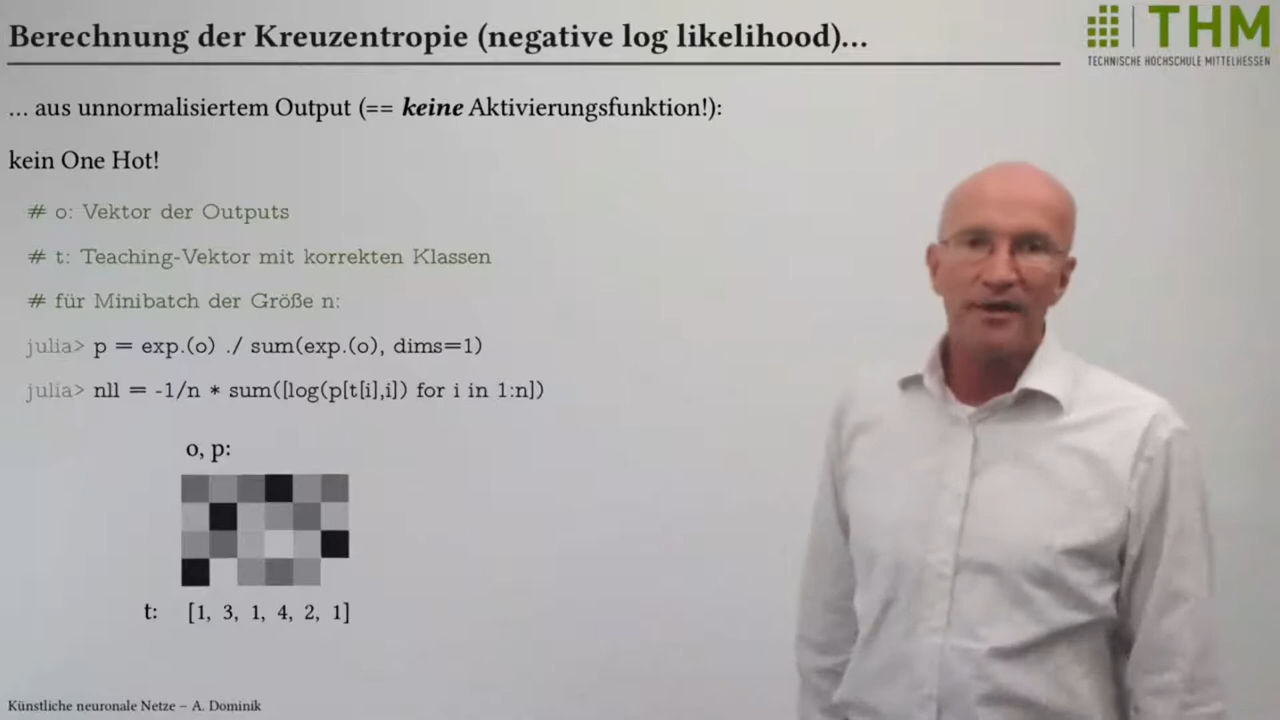 Berechnung der Kreuzentropie (negative log likelihood)...
THM
TECHNISCHE HOCHSCHULE MITTELHESSEN
... aus unnormalisiertem Output (== keine Aktivierungsfunktion!):
kein One Hot!
# o: Vektor der Outputs
# t: Teaching-Vektor mit korrekten Klassen
# für Minibatch der Größe n:
julia> p = exp.(o) ./ sum(exp.(o), dims=1)
julia> nll = -1/n * sum([log(p[t[i],i]) for i in 1:n])
o, p:
t: [1, 3, 1, 4, 2, 1]
Künstliche neuronale Netze – A. Dominik